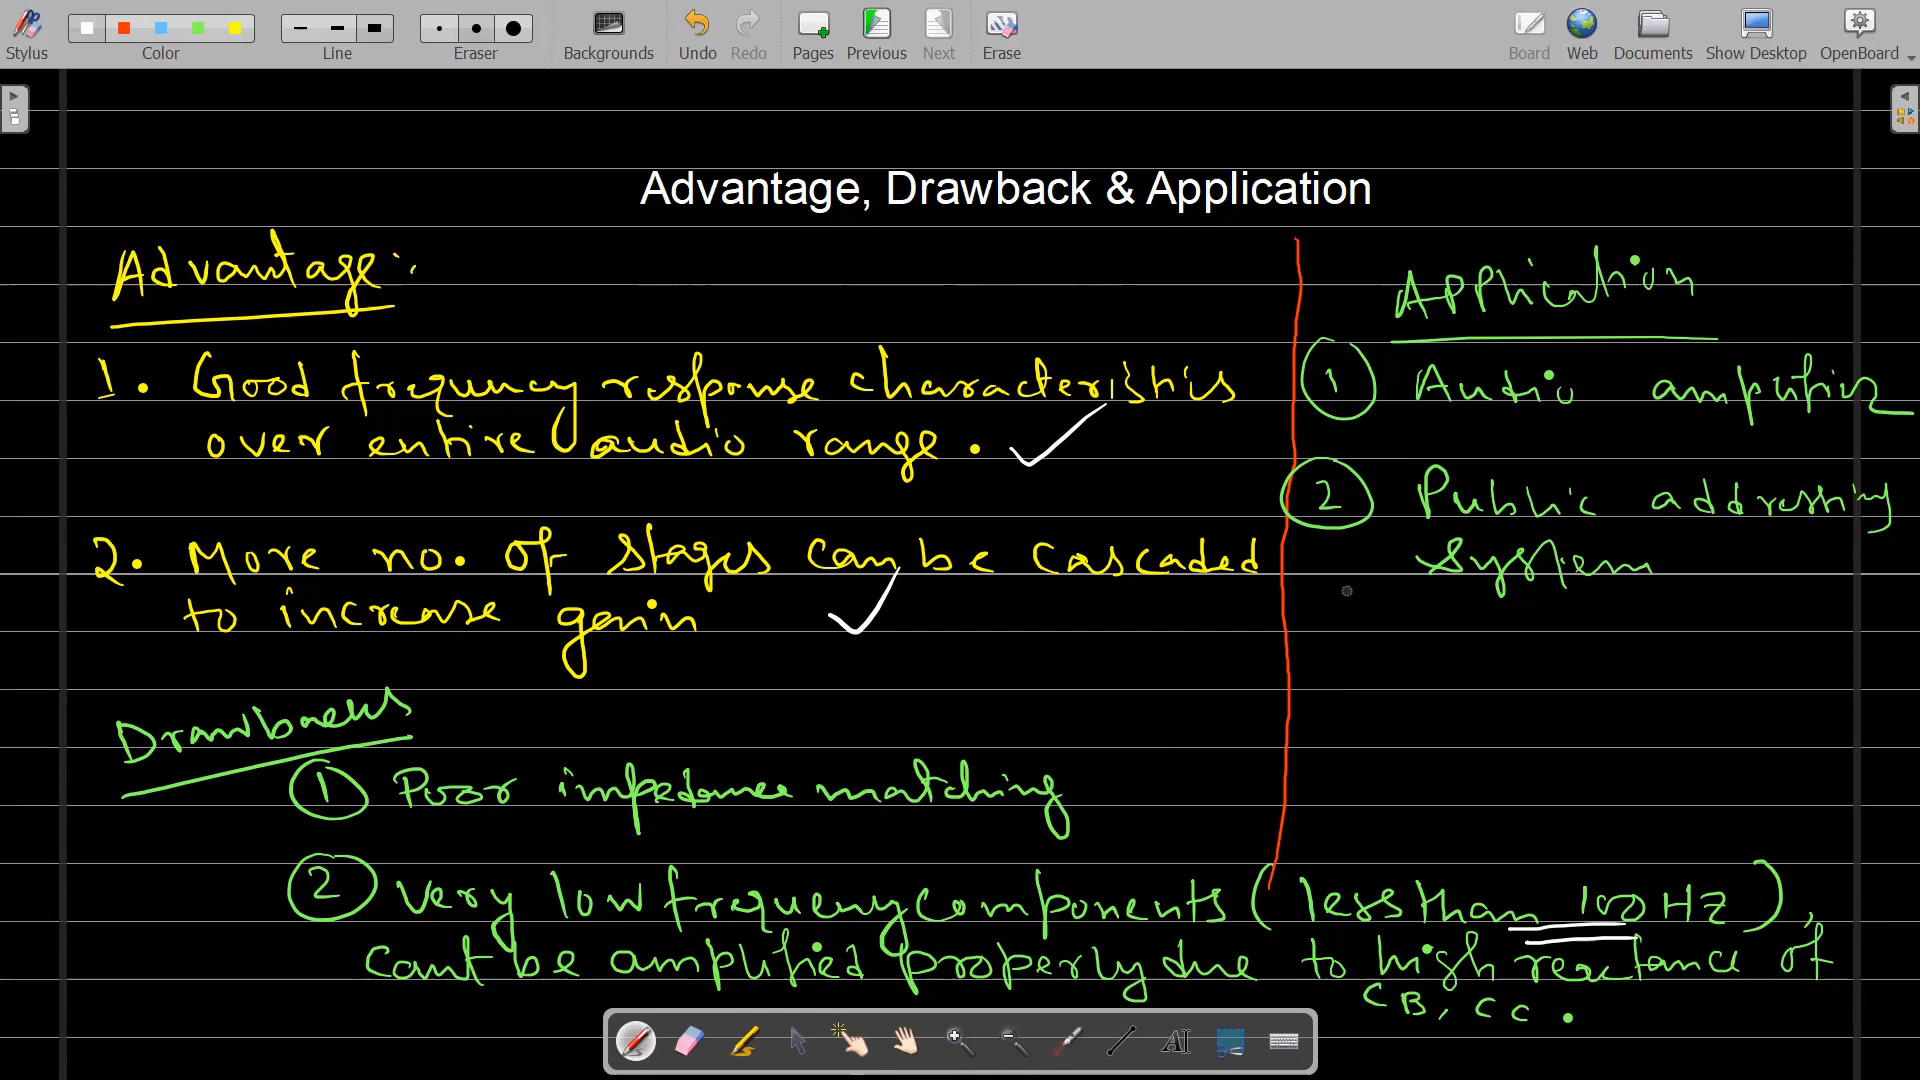 Stylus
Color
Line
Eraser
Backgrounds
Undo
Redo
Pages
Previous
Next
Erase
Board
Web
Documents
Show Desktop
OpenBoard
Advantage, Drawback & Application
Advantage:
1. Good frequency response characteristics
over entire audio range.
2. More no. of stages can be cascaded
to increase gain
Drawbacks
1 Poor impedance matching
2 Very low frequency components (less than 100 HZ),
can't be amplified properly due to high reactance of
CB, CC.
Application
1 Audio amplifier
2 Public addressing
system
AI